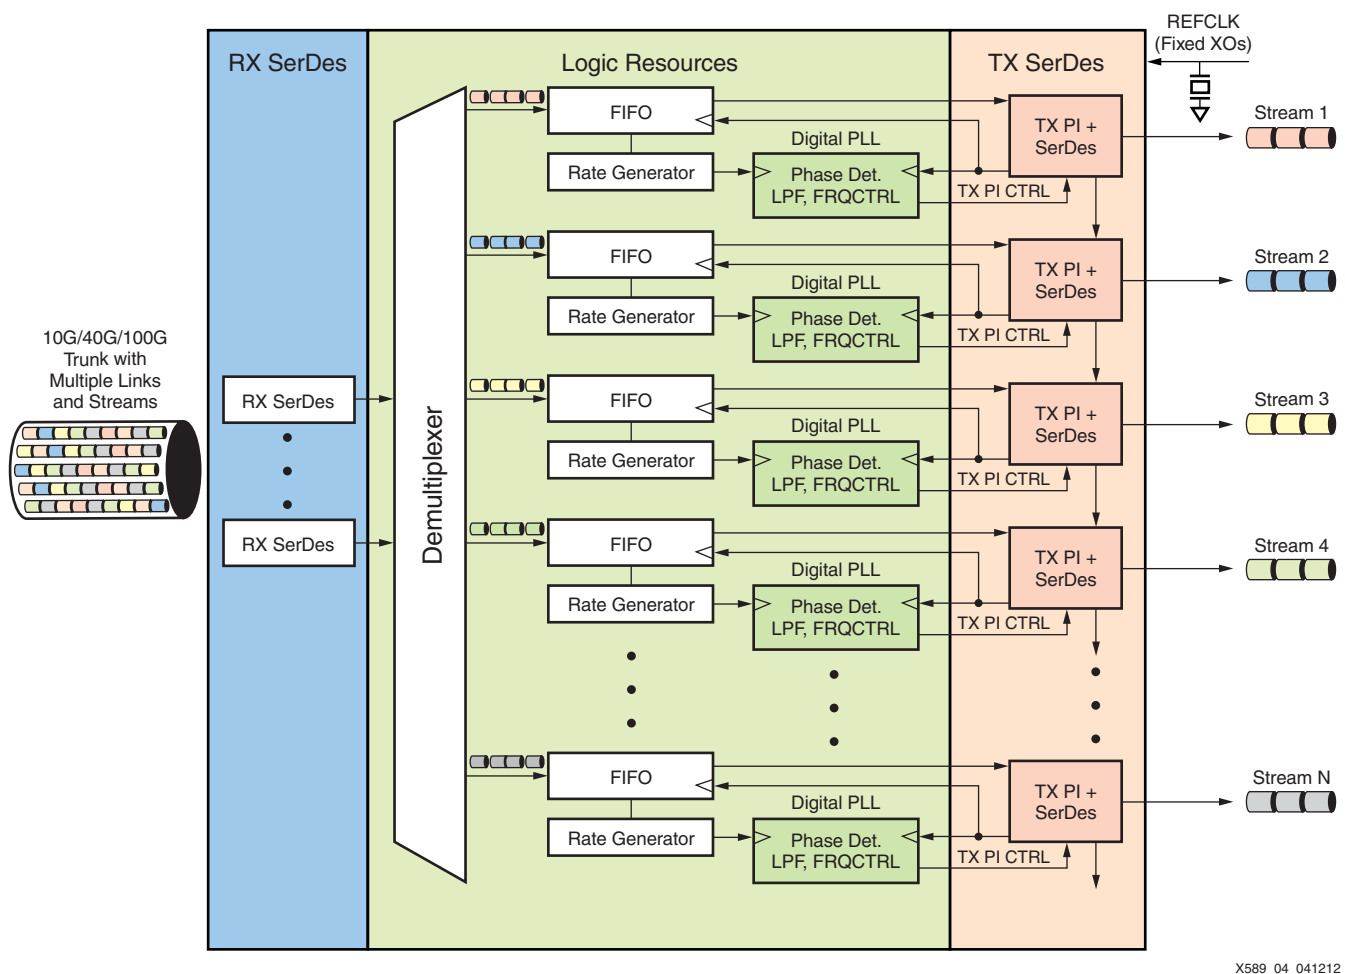 REFCLK
(Fixed XOs)
RX SerDes
Logic Resources
TX SerDes
FIFO
TX PI +
SerDes
Stream 1
Digital PLL
Rate Generator
Phase Det.
LPF, FRQCTRL
TX PI CTRL
FIFO
TX PI +
SerDes
Stream 2
Digital PLL
Rate Generator
Phase Det.
LPF, FRQCTRL
TX PI CTRL
10G/40G/100G
Trunk with
Multiple Links
and Streams
RX SerDes
Demultiplexer
FIFO
TX PI +
SerDes
Stream 3
Digital PLL
Rate Generator
Phase Det.
LPF, FRQCTRL
TX PI CTRL
RX SerDes
FIFO
TX PI +
SerDes
Stream 4
Digital PLL
Rate Generator
Phase Det.
LPF, FRQCTRL
TX PI CTRL
FIFO
TX PI +
SerDes
Stream N
Digital PLL
Rate Generator
Phase Det.
LPF, FRQCTRL
TX PI CTRL
X589_04_041212